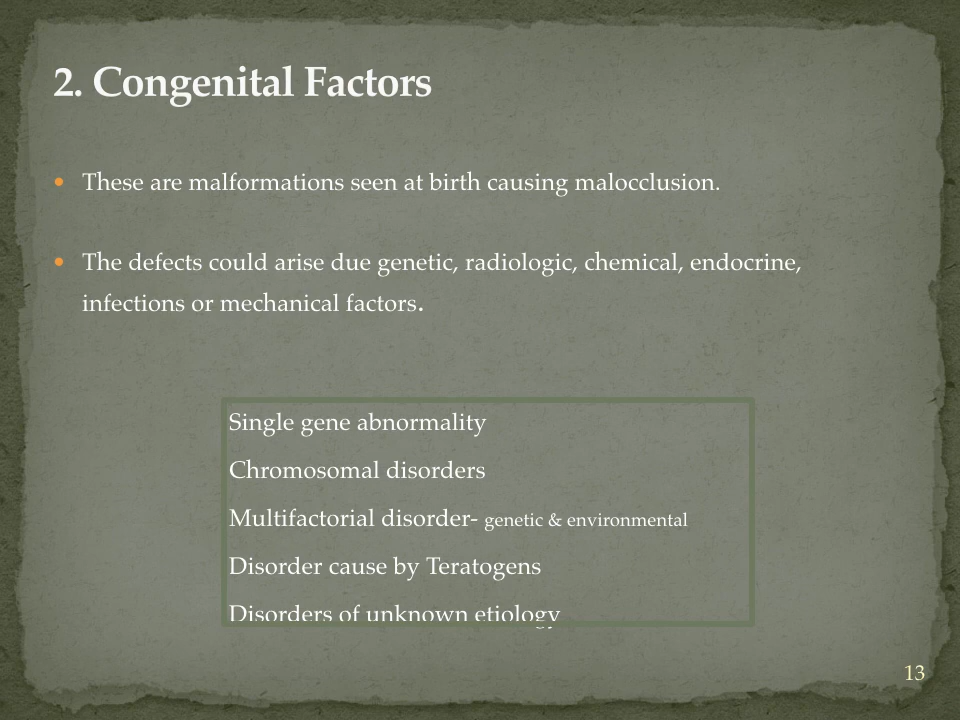 2. Congenital Factors
• These are malformations seen at birth causing malocclusion.
• The defects could arise due genetic, radiologic, chemical, endocrine,
infections or mechanical factors.
Single gene abnormality
Chromosomal disorders
Multifactorial disorder- genetic & environmental
Disorder cause by Teratogens
Disorders of unknown etiology
13